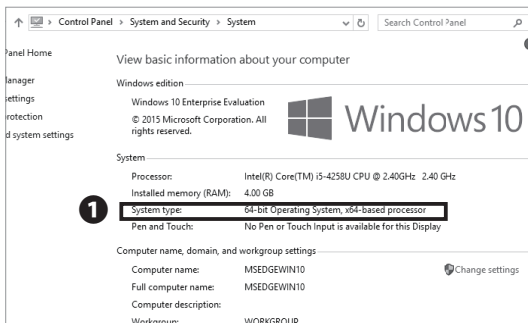 Control Panel > System and Security > System
Search Control Panel
Panel Home
View basic information about your computer
Manager
settings
protection
d system settings
Windows edition
Windows 10 Enterprise Evaluation
© 2015 Microsoft Corporation. All
rights reserved.
Windows 10
System
Processor: Intel(R) Core(TM) i5-4258U CPU @ 2.40GHz 2.40 GHz
Installed memory (RAM): 4.00 GB
1
System type: 64-bit Operating System, x64-based processor
Pen and Touch: No Pen or Touch Input is available for this Display
Computer name, domain, and workgroup settings
Computer name: MSEDGEWIN10
Change settings
Full computer name: MSEDGEWIN10
Computer description:
Workgroup: WORKGROUP